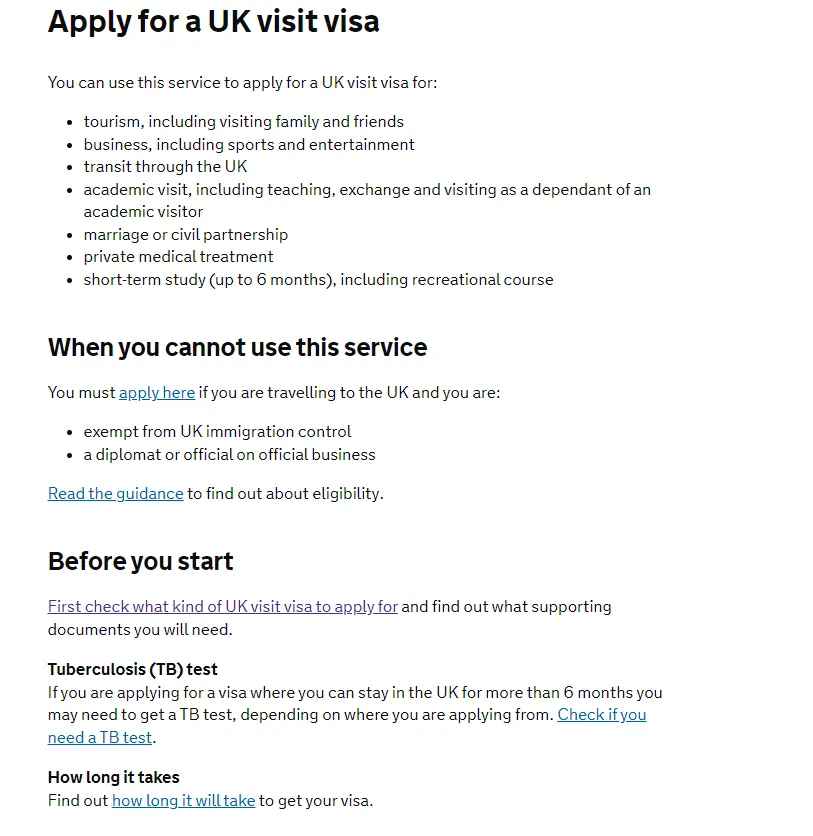 Apply for a UK visit visa
You can use this service to apply for a UK visit visa for:
• tourism, including visiting family and friends
• business, including sports and entertainment
• transit through the UK
• academic visit, including teaching, exchange and visiting as a dependant of an
academic visitor
• marriage or civil partnership
• private medical treatment
• short-term study (up to 6 months), including recreational course
When you cannot use this service
You must apply here if you are travelling to the UK and you are:
• exempt from UK immigration control
• a diplomat or official on official business
Read the guidance to find out about eligibility.
Before you start
First check what kind of UK visit visa to apply for and find out what supporting
documents you will need.
Tuberculosis (TB) test
If you are applying for a visa where you can stay in the UK for more than 6 months you
may need to get a TB test, depending on where you are applying from. Check if you
need a TB test.
How long it takes
Find out how long it will take to get your visa.